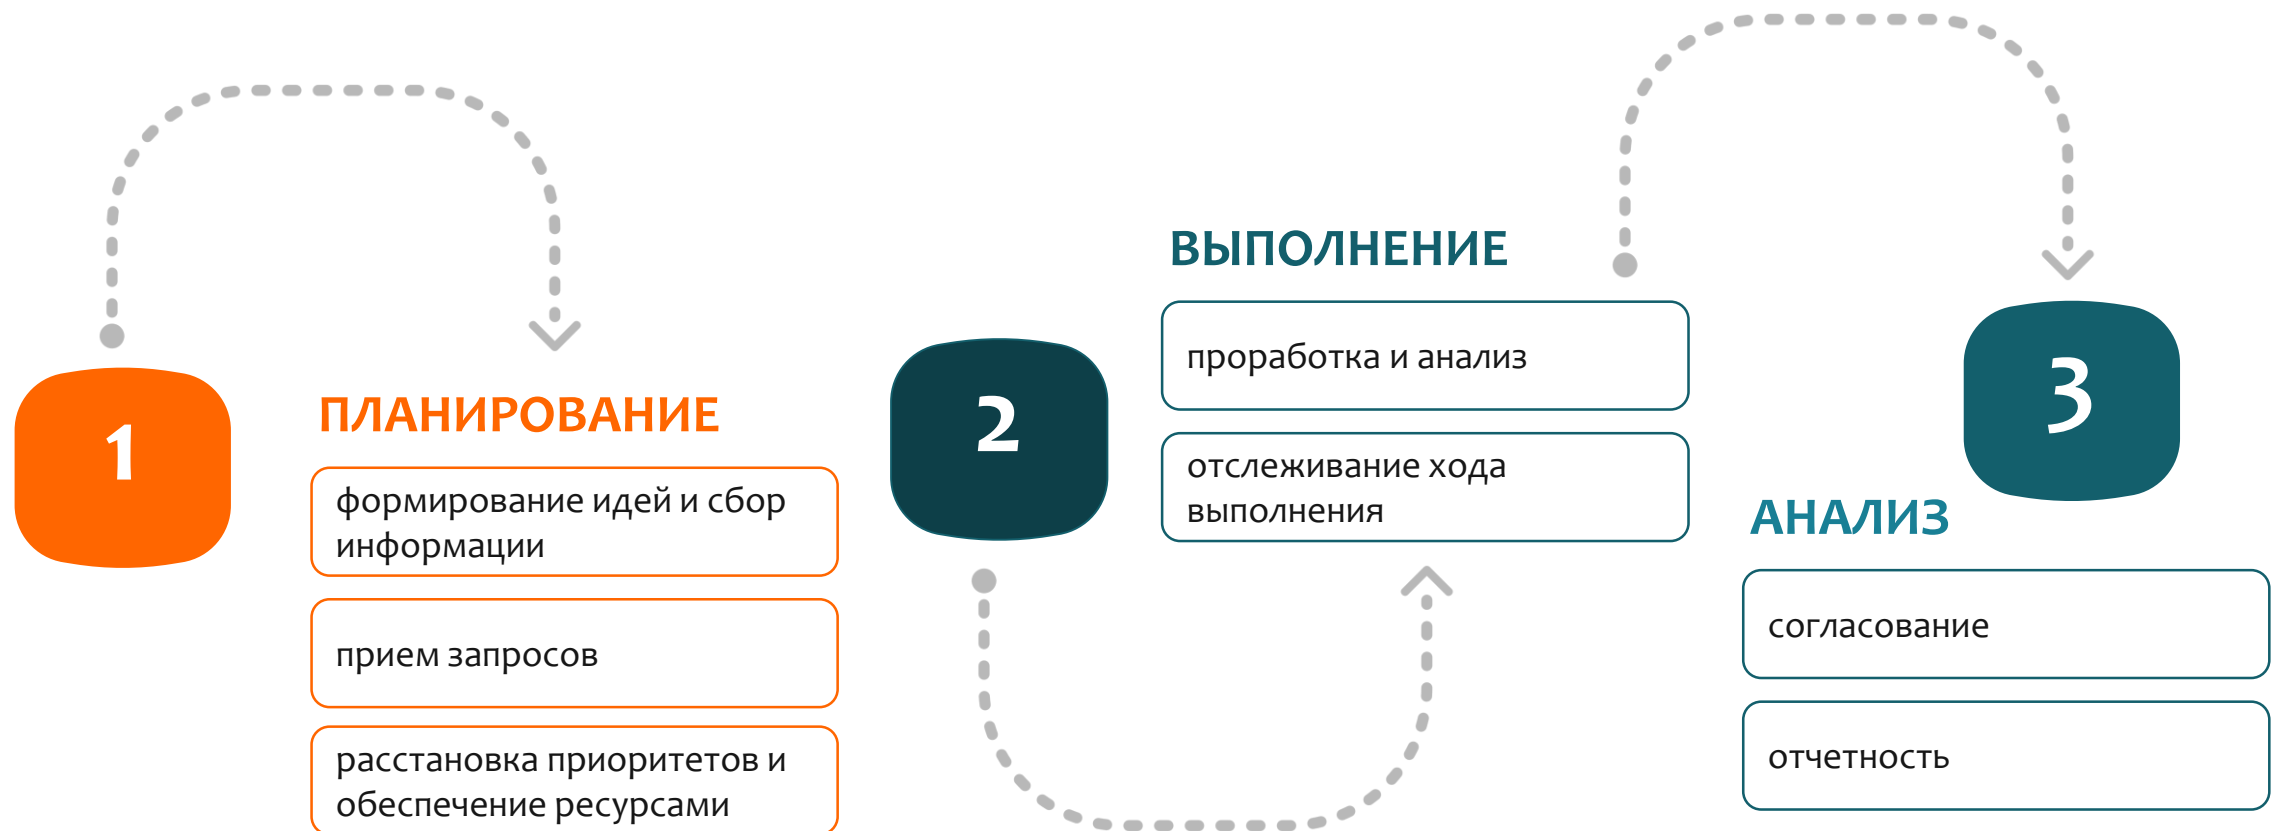 1
ПЛАНИРОВАНИЕ
формирование идей и сбор
информации
прием запросов
расстановка приоритетов и
обеспечение ресурсами
2
ВЫПОЛНЕНИЕ
проработка и анализ
отслеживание хода
выполнения
3
АНАЛИЗ
согласование
отчетность